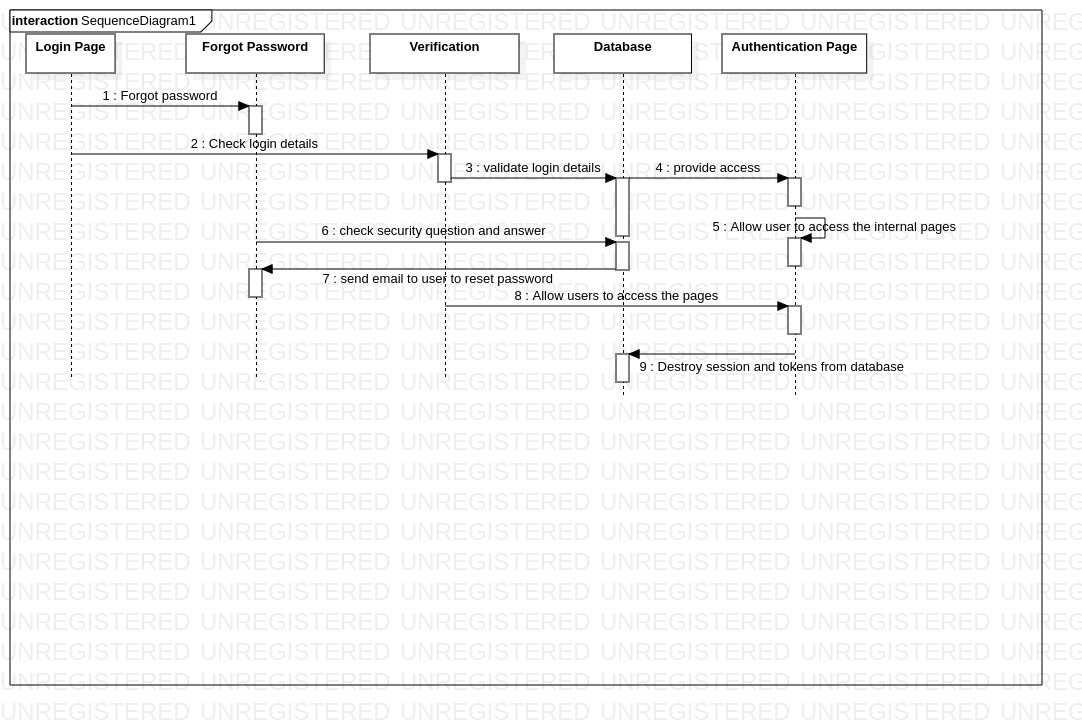 interaction SequenceDiagram1
Login Page
Forgot Password
Verification
Database
Authentication Page
1 : Forgot password
2 : Check login details
3 : validate login details
4 : provide access
5 : Allow user to access the internal pages
6 : check security question and answer
7 : send email to user to reset password
8 : Allow users to access the pages
9 : Destroy session and tokens from database
UNREGISTERED UNREGISTERED UNREGISTERED UNREGISTERED UNREGISTERED UNREG